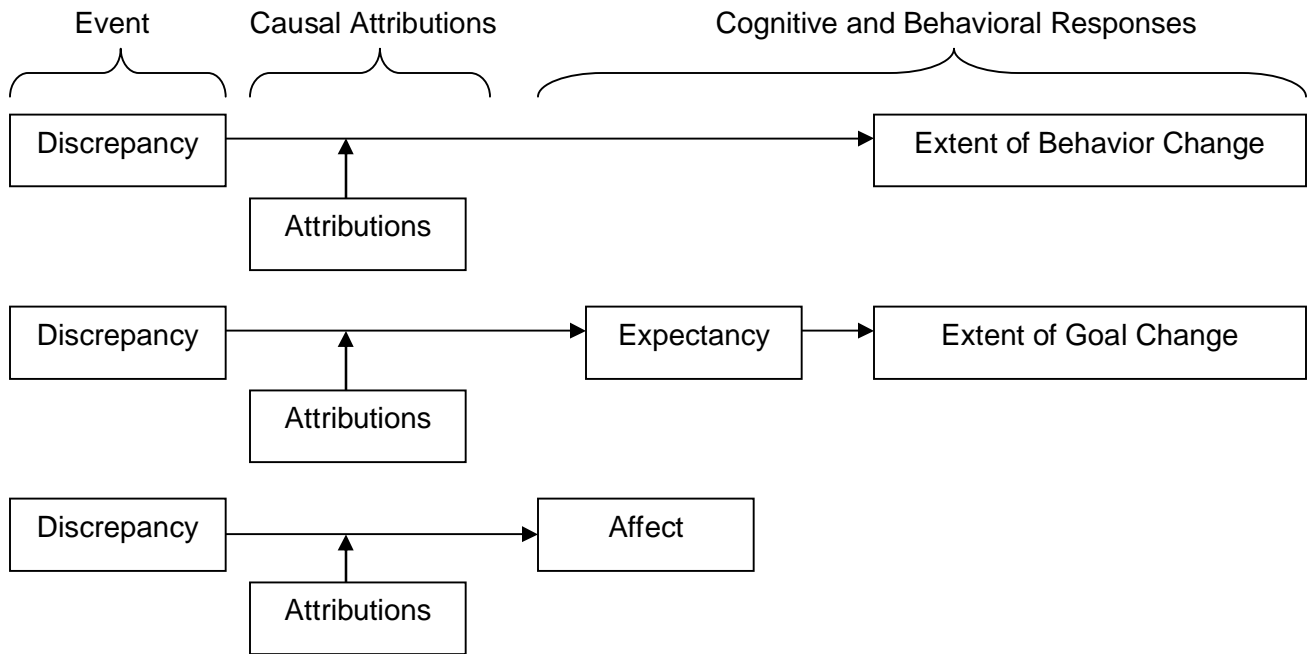 Event Causal Attributions Cognitive and Behavioral Responses
Discrepancy Extent of Behavior Change
Attributions
Discrepancy Expectancy Extent of Goal Change
Attributions
Discrepancy Affect
Attributions